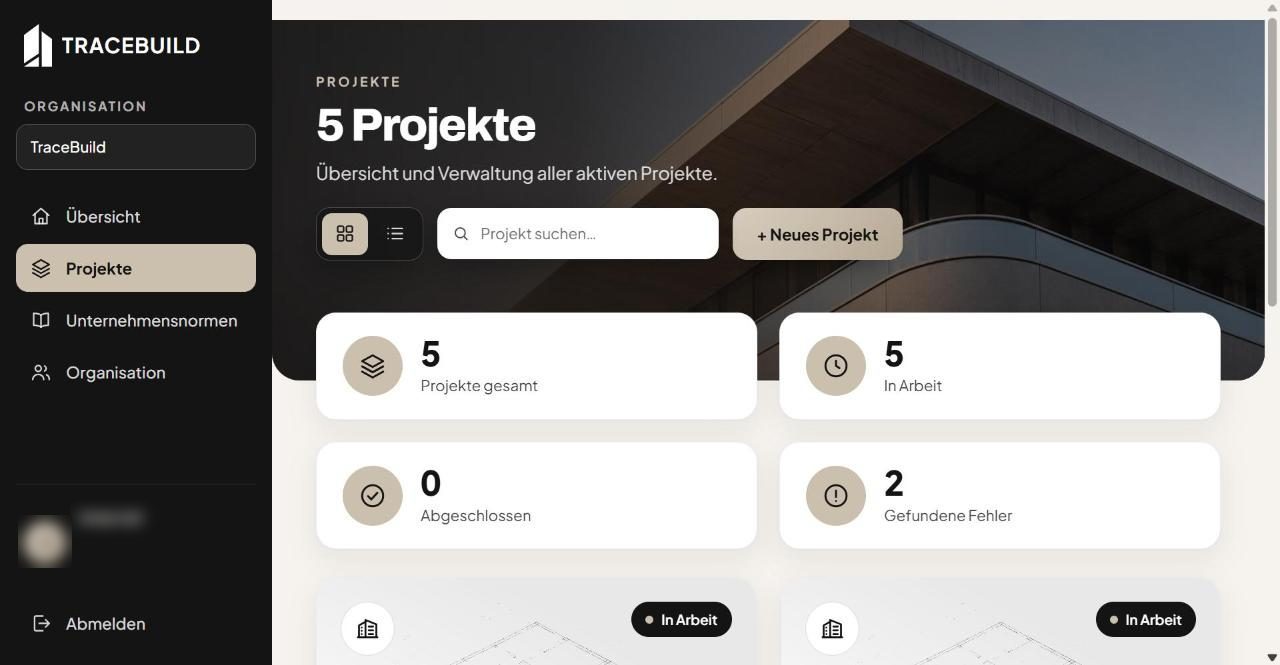 TRACEBUILD
ORGANISATION
TraceBuild
Übersicht
Projekte
Unternehmensnormen
Organisation
Abmelden
PROJEKTE
5 Projekte
Übersicht und Verwaltung aller aktiven Projekte.
Projekt suchen...
+ Neues Projekt
5
Projekte gesamt
5
In Arbeit
0
Abgeschlossen
2
Gefundene Fehler
In Arbeit
In Arbeit